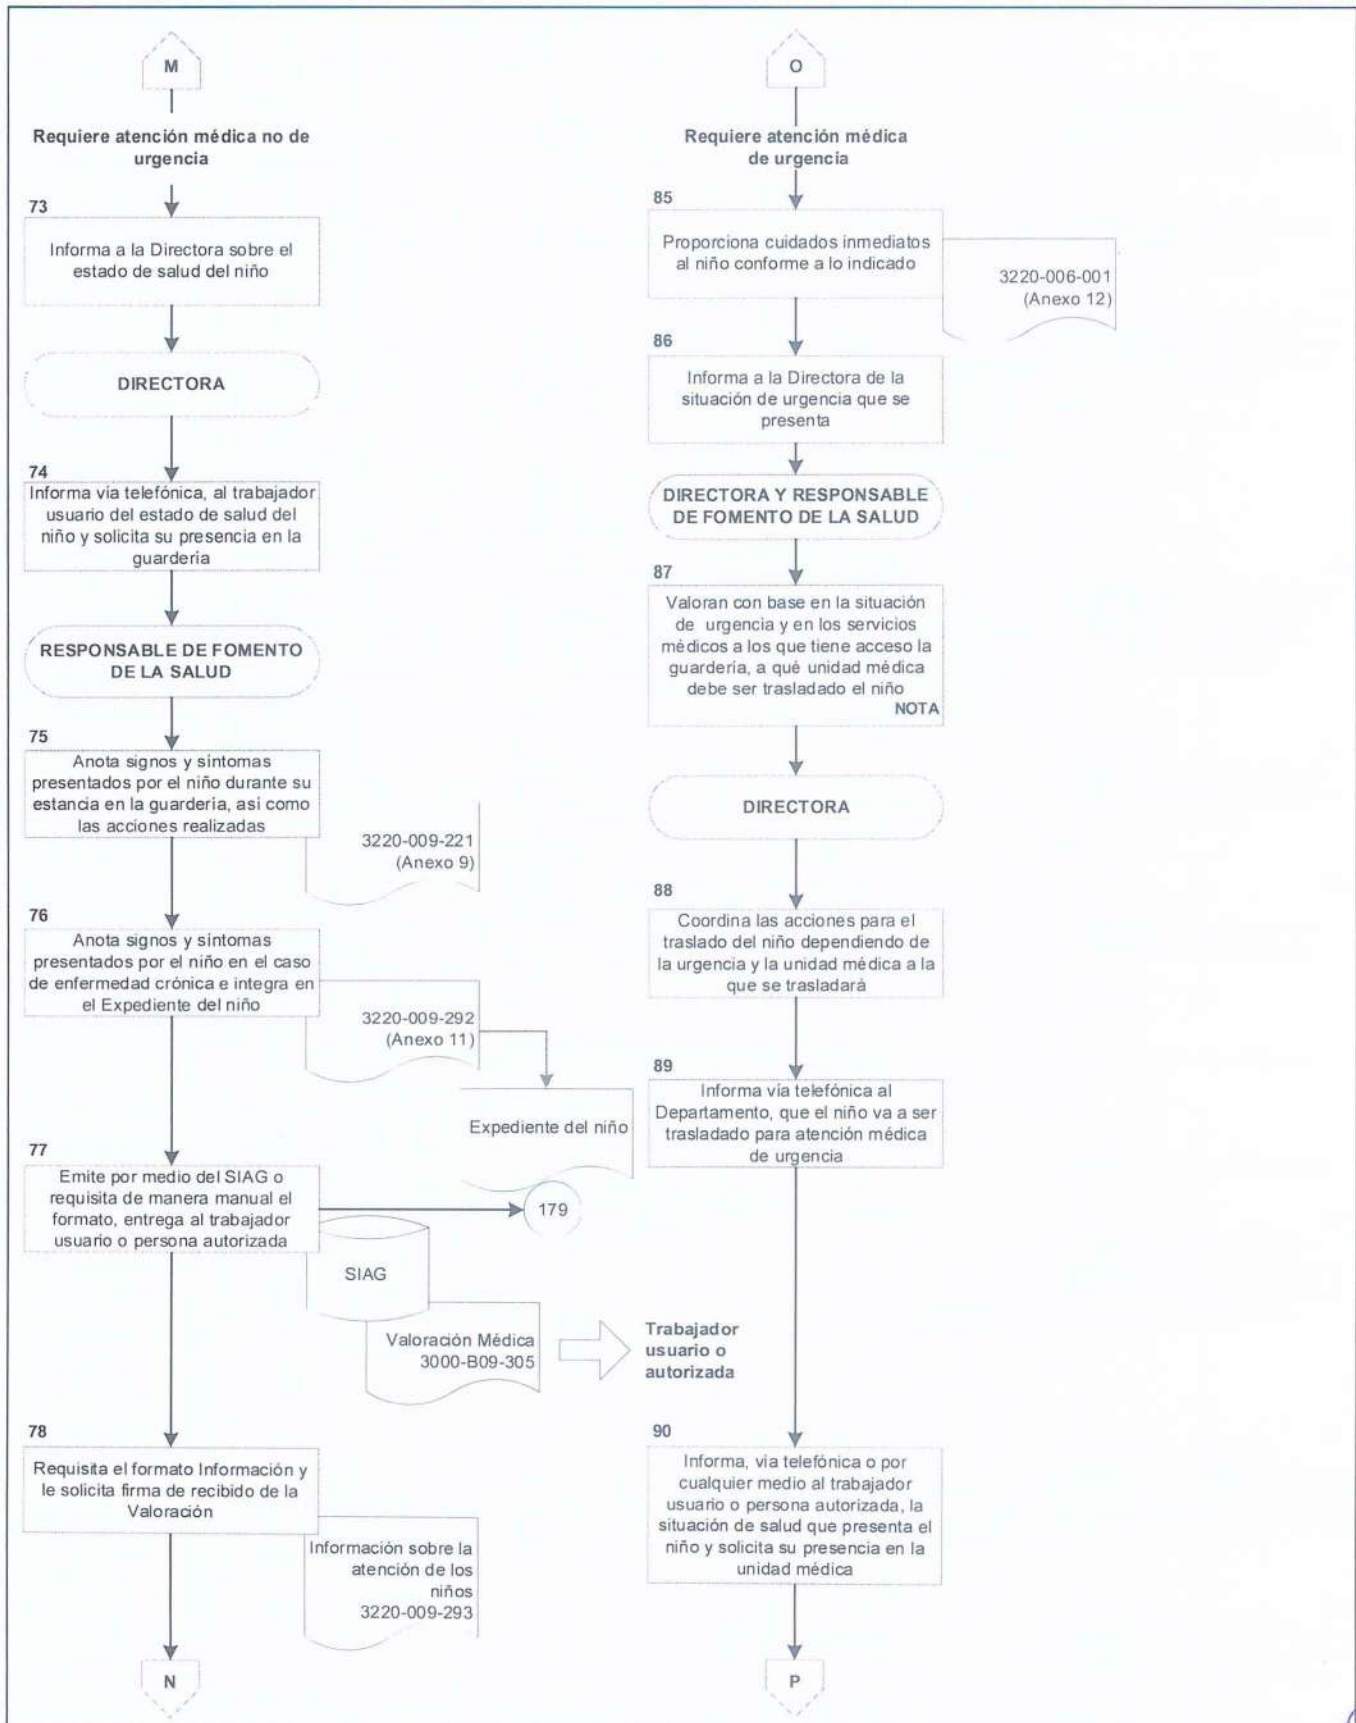 M
Requiere atención médica no de
urgencia
73
Informa a la Directora sobre el
estado de salud del niño
DIRECTORA
74
Informa vía telefónica, al trabajador
usuario del estado de salud del
niño y solicita su presencia en la
guardería
RESPONSABLE DE FOMENTO
DE LA SALUD
75
Anota signos y síntomas
presentados por el niño durante su
estancia en la guardería, así como
las acciones realizadas
3220-009-221
(Anexo 9)
76
Anota signos y síntomas
presentados por el niño en el caso
de enfermedad crónica e integra en
el Expediente del niño
3220-009-292
(Anexo 11)
Expediente del niño
77
Emite por medio del SIAG o
requisita de manera manual el
formato, entrega al trabajador
usuario o persona autorizada
179
SIAG
Valoración Médica
3000-B09-305
Trabajador
usuario o
autorizada
78
Requisita el formato Información y
le solicita firma de recibido de la
Valoración
Información sobre la
atención de los
niños
3220-009-293
N
O
Requiere atención médica
de urgencia
85
Proporciona cuidados inmediatos
al niño conforme a lo indicado
3220-006-001
(Anexo 12)
86
Informa a la Directora de la
situación de urgencia que se
presenta
DIRECTORA Y RESPONSABLE
DE FOMENTO DE LA SALUD
87
Valoran con base en la situación
de urgencia y en los servicios
médicos a los que tiene acceso la
guardería, a qué unidad médica
debe ser trasladado el niño
NOTA
DIRECTORA
88
Coordina las acciones para el
traslado del niño dependiendo de
la urgencia y la unidad médica a la
que se trasladará
89
Informa vía telefónica al
Departamento, que el niño va a ser
trasladado para atención médica
de urgencia
90
Informa, vía telefónica o por
cualquier medio al trabajador
usuario o persona autorizada, la
situación de salud que presenta el
niño y solicita su presencia en la
unidad médica
P